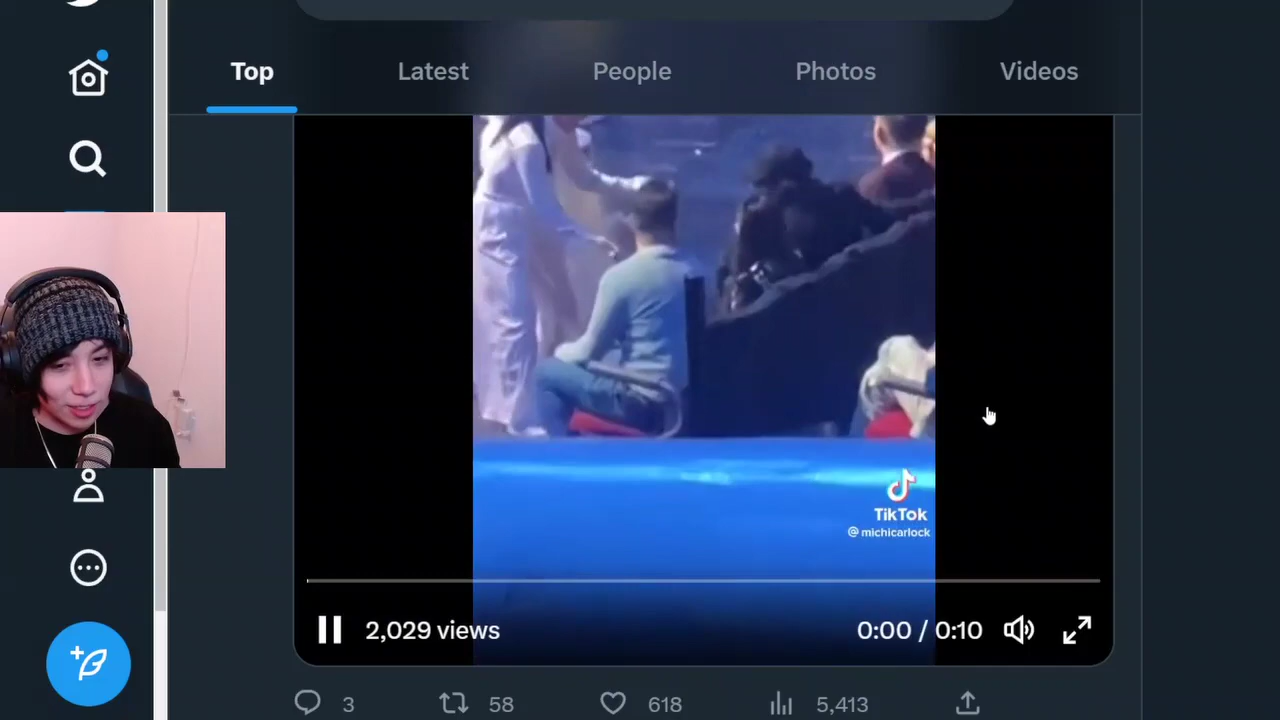 Top Latest People Photos Videos
TikTok
@michicarlock
2,029 views 0:00 / 0:10
3 58 618 5,413